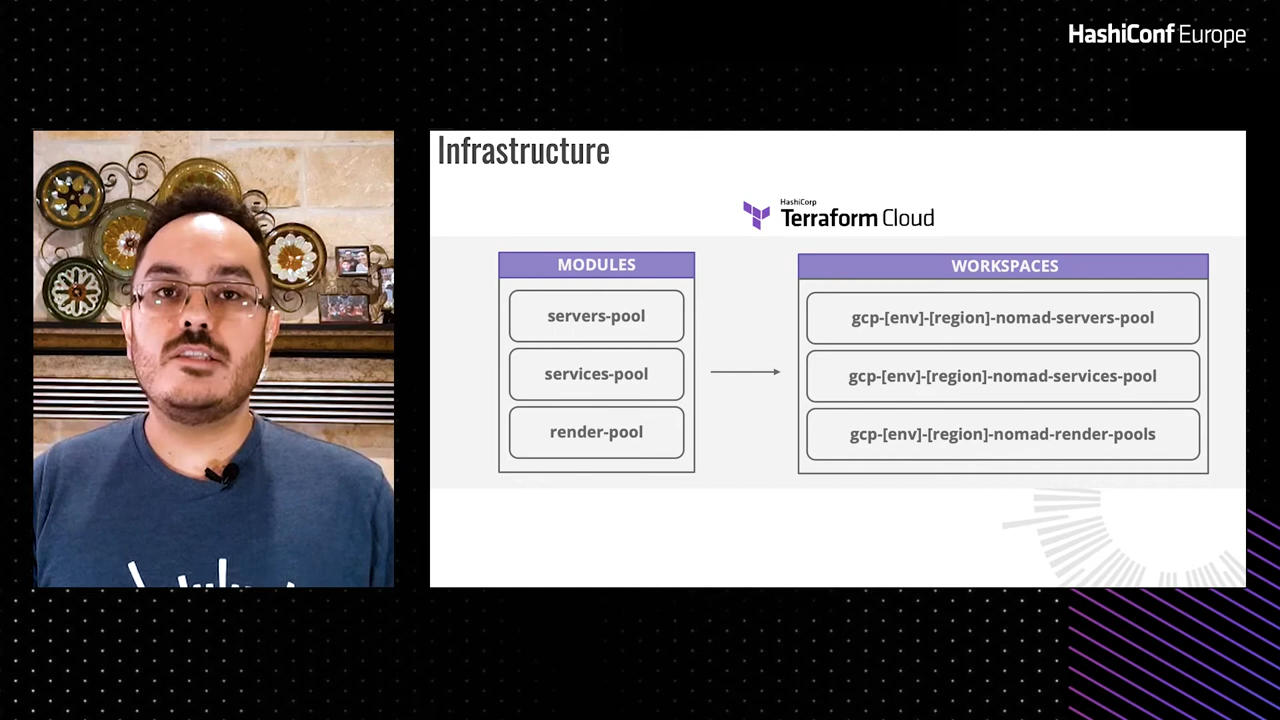 HashiConf Europe
Infrastructure
HashiCorp
Terraform Cloud
MODULES
servers-pool
services-pool
render-pool
WORKSPACES
gcp-[env]-[region]-nomad-servers-pool
gcp-[env]-[region]-nomad-services-pool
gcp-[env]-[region]-nomad-render-pools